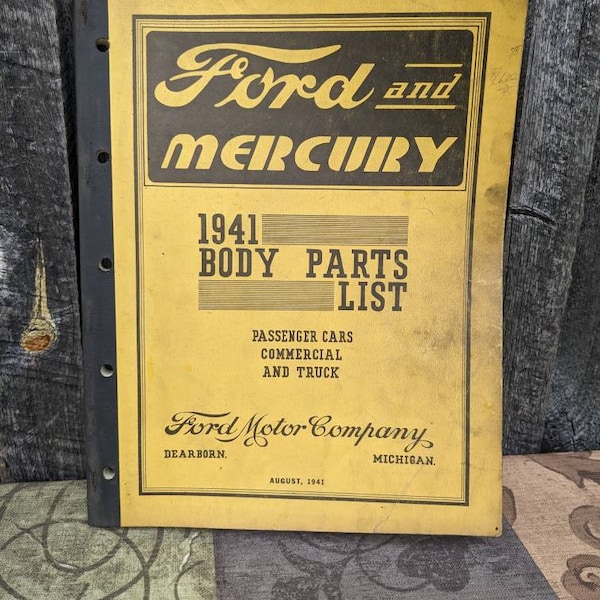 Ford and
MERCURY
1941
BODY PARTS
LIST
PASSENGER CARS
COMMERCIAL
AND TRUCK
Ford Motor Company
DEARBORN. MICHIGAN.
AUGUST, 1941